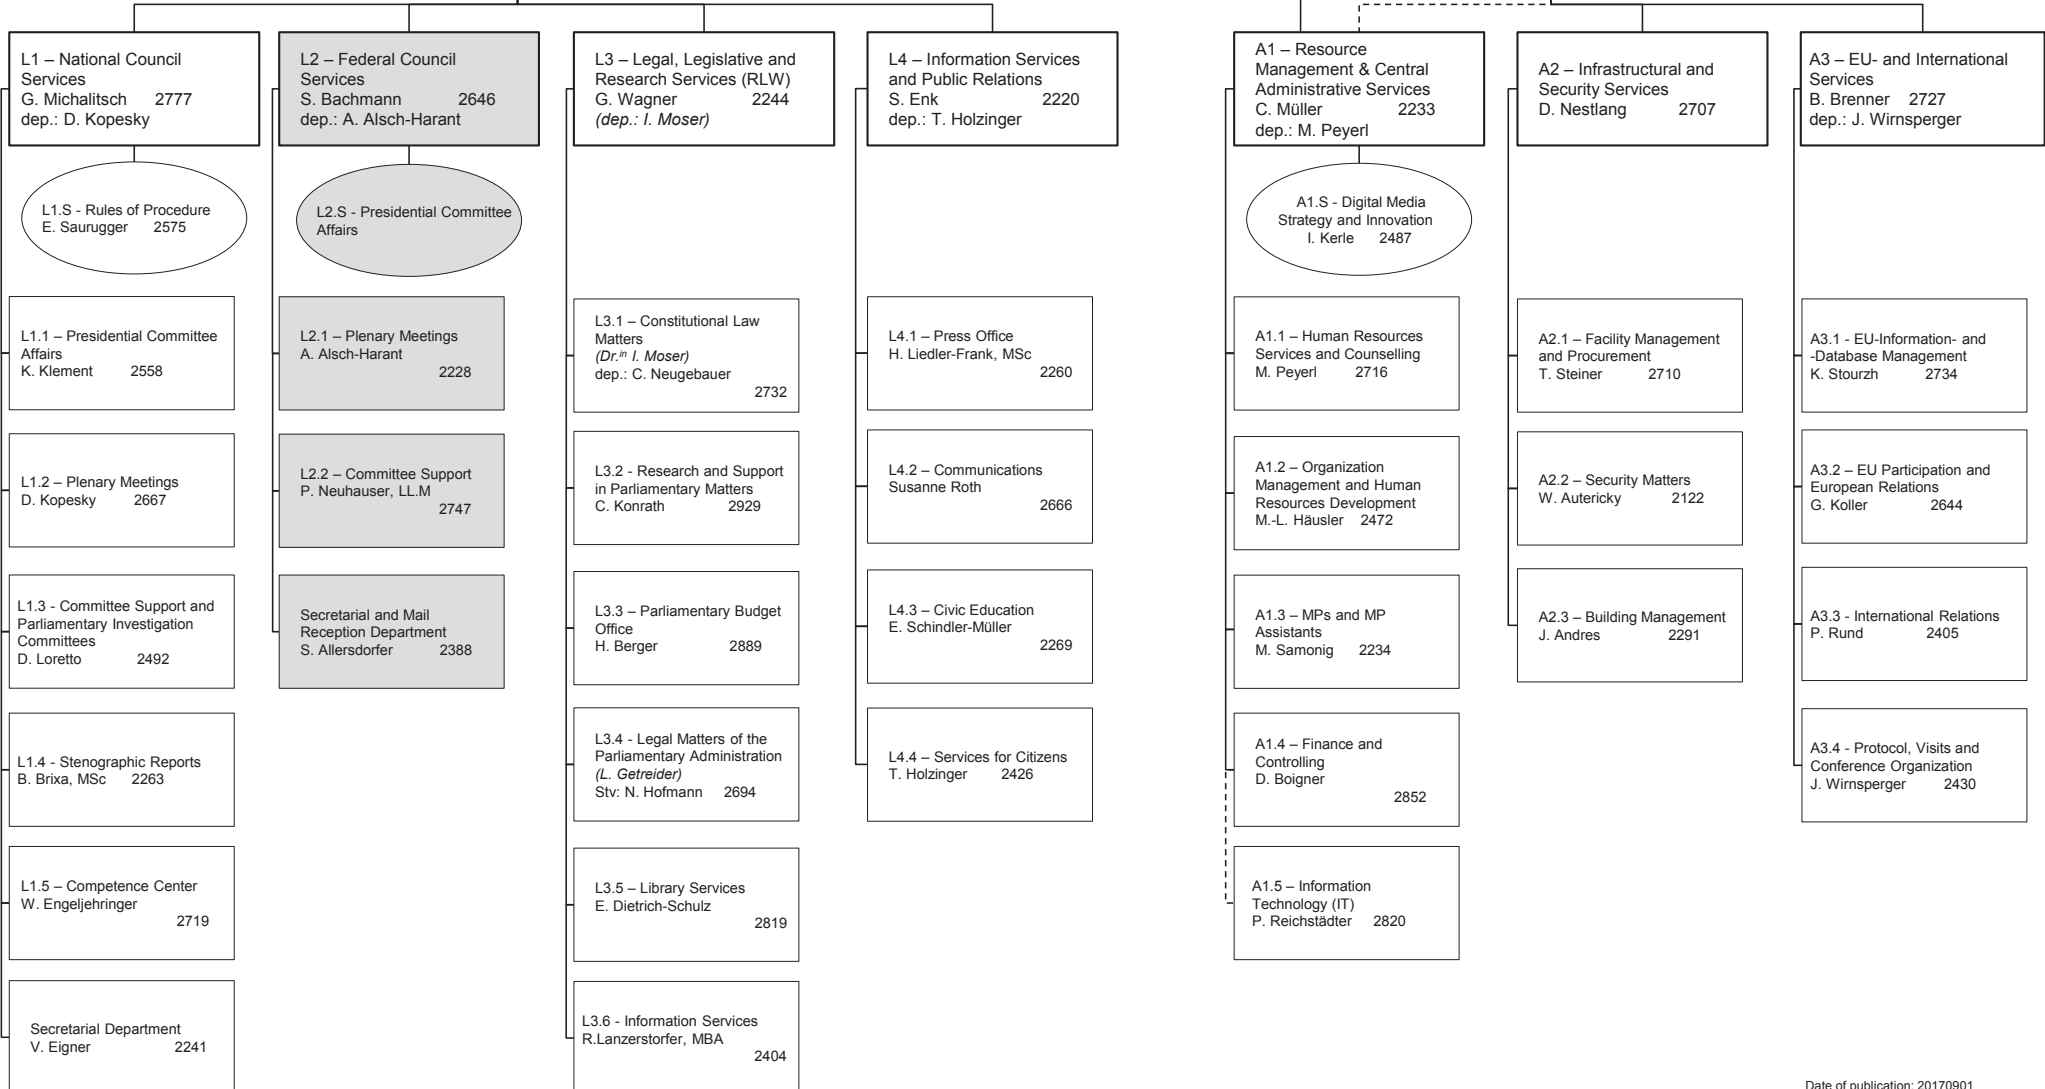 L1 – National Council
Services
G. Michalitsch 2777
dep.: D. Kopesky
L1.S - Rules of Procedure
E. Saurugger 2575
L1.1 – Presidential Committee
Affairs
K. Klement 2558
L1.2 – Plenary Meetings
D. Kopesky 2667
L1.3 - Committee Support and
Parliamentary Investigation
Committees
D. Loretto 2492
L1.4 - Stenographic Reports
B. Brixa, MSc 2263
L1.5 – Competence Center
W. Engeljehringer
2719
Secretarial Department
V. Eigner 2241
L2 – Federal Council
Services
S. Bachmann 2646
dep.: A. Alsch-Harant
L2.S - Presidential Committee
Affairs
L2.1 – Plenary Meetings
A. Alsch-Harant
2228
L2.2 – Committee Support
P. Neuhauser, LL.M
2747
Secretarial and Mail
Reception Department
S. Allersdorfer 2388
L3 – Legal, Legislative and
Research Services (RLW)
G. Wagner 2244
(dep.: I. Moser)
L3.1 – Constitutional Law
Matters
(Dr.in I. Moser)
dep.: C. Neugebauer
2732
L3.2 - Research and Support
in Parliamentary Matters
C. Konrath 2929
L3.3 – Parliamentary Budget
Office
H. Berger 2889
L3.4 - Legal Matters of the
Parliamentary Administration
(L. Getreider)
Stv: N. Hofmann 2694
L3.5 – Library Services
E. Dietrich-Schulz
2819
L3.6 - Information Services
R.Lanzerstorfer, MBA
2404
L4 – Information Services
and Public Relations
S. Enk 2220
dep.: T. Holzinger
L4.1 – Press Office
H. Liedler-Frank, MSc
2260
L4.2 – Communications
Susanne Roth
2666
L4.3 – Civic Education
E. Schindler-Müller
2269
L4.4 – Services for Citizens
T. Holzinger 2426
A1 – Resource
Management & Central
Administrative Services
C. Müller 2233
dep.: M. Peyerl
A1.S - Digital Media
Strategy and Innovation
I. Kerle 2487
A1.1 – Human Resources
Services and Counselling
M. Peyerl 2716
A1.2 – Organization
Management and Human
Resources Development
M.-L. Häusler 2472
A1.3 – MPs and MP
Assistants
M. Samonig 2234
A1.4 – Finance and
Controlling
D. Boigner
2852
A1.5 – Information
Technology (IT)
P. Reichstädter 2820
A2 – Infrastructural and
Security Services
D. Nestlang 2707
A2.1 – Facility Management
and Procurement
T. Steiner 2710
A2.2 – Security Matters
W. Autericky 2122
A2.3 – Building Management
J. Andres 2291
A3 – EU- and International
Services
B. Brenner 2727
dep.: J. Wirnsperger
A3.1 - EU-Information- and
-Database Management
K. Stourzh 2734
A3.2 – EU Participation and
European Relations
G. Koller 2644
A3.3 - International Relations
P. Rund 2405
A3.4 - Protocol, Visits and
Conference Organization
J. Wirnsperger 2430
Date of publication: 20170901